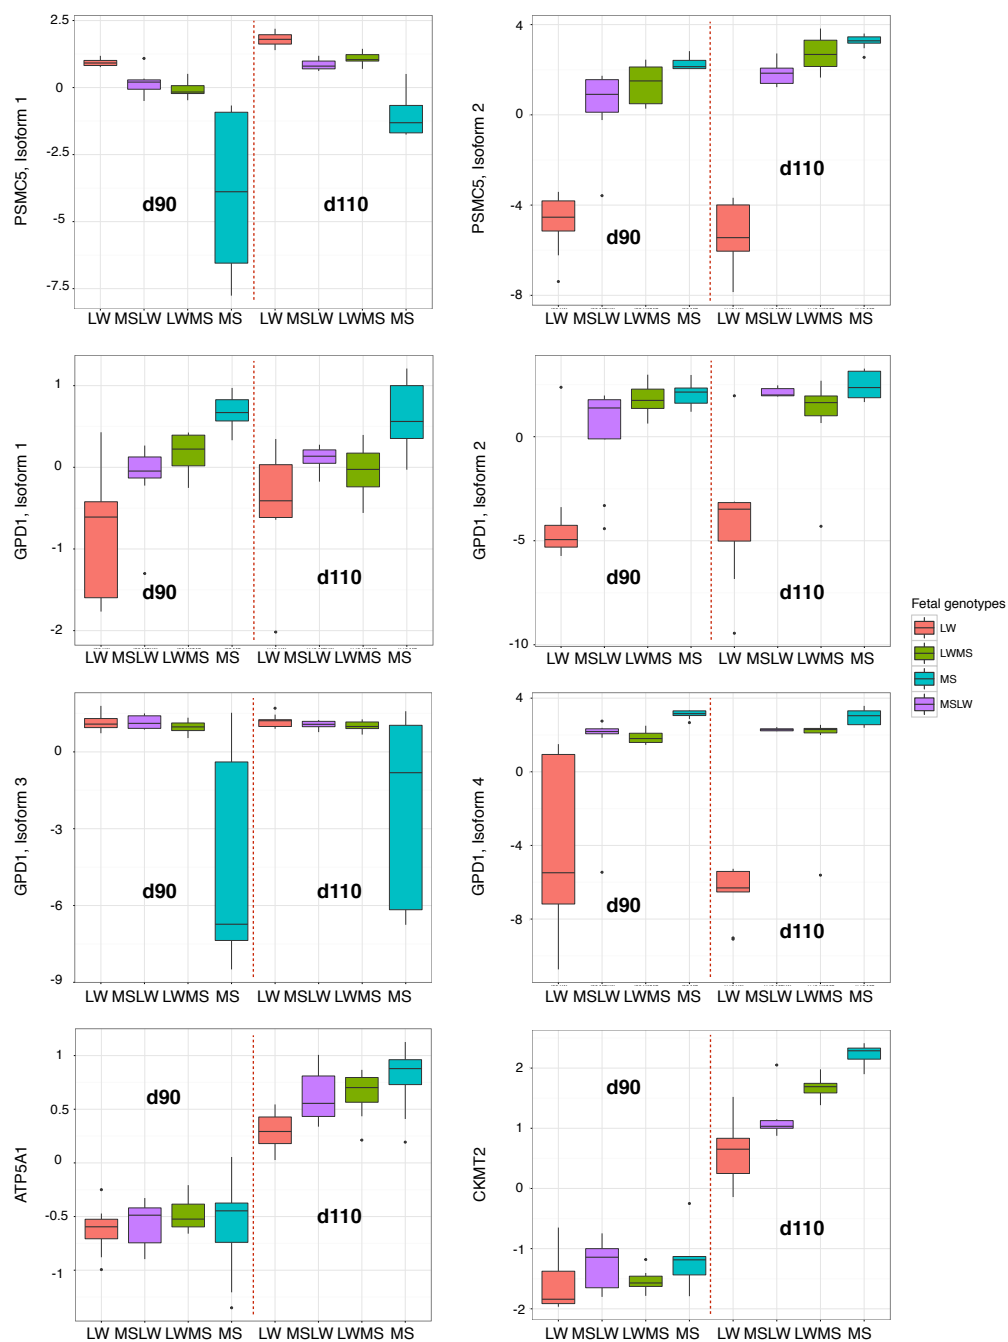 PSMC5, Isoform 1
2.5
1
0
-2.5
-5
-7.5
d90
d110
LW MSLW LWMS MS LW MSLW LWMS MS
PSMC5, Isoform 2
4
0
-4
-8
d90
d110
LW MSLW LWMS MS LW MSLW LWMS MS
GPD1, Isoform 1
1
0
-1
-2
d90
d110
LW MSLW LWMS MS LW MSLW LWMS MS
GPD1, Isoform 2
0
-5
-10
d90
d110
LW MSLW LWMS MS LW MSLW LWMS MS
Fetal genotypes
LW
LWMS
MS
MSLW
GPD1, Isoform 3
0
-3
-6
-9
d90
d110
LW MSLW LWMS MS LW MSLW LWMS MS
GPD1, Isoform 4
4
0
-4
-8
d90
d110
LW MSLW LWMS MS LW MSLW LWMS MS
ATP5A1
1
0.5
0
-0.5
-1
d90
d110
LW MSLW LWMS MS LW MSLW LWMS MS
CKMT2
2
1
0
-1
-2
d90
d110
LW MSLW LWMS MS LW MSLW LWMS MS